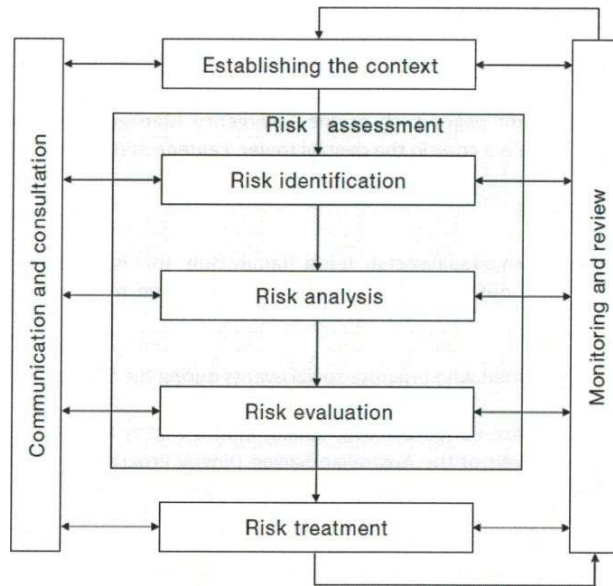 Establishing the context
Risk assessment
Risk identification
Risk analysis
Risk evaluation
Risk treatment
Communication and consultation
Monitoring and review